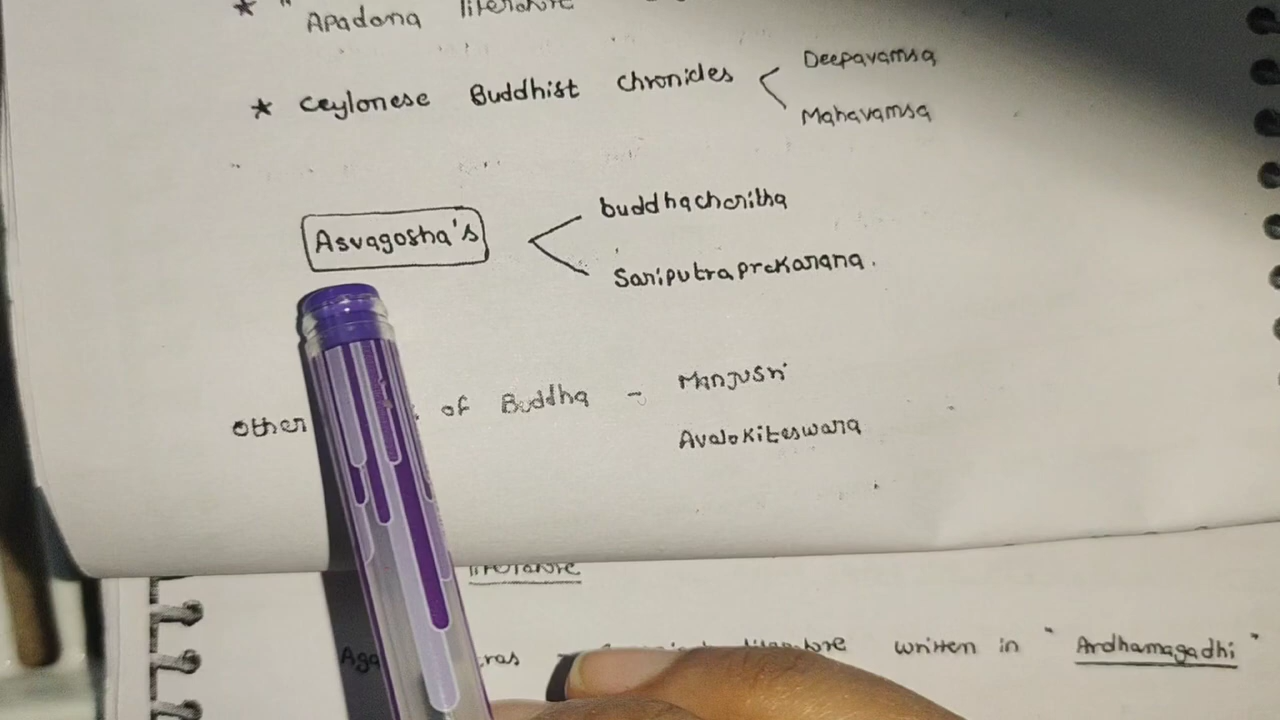 * " Apadana literature
* Ceylonese Buddhist chronicles < Deepavamsa
Mahavamsa
Asvagosha's < buddhacharitha
Sariputraprakarana.
Other of Buddha - Manjusri
Avalokiteswara
literature
written in "Ardhamagadhi"